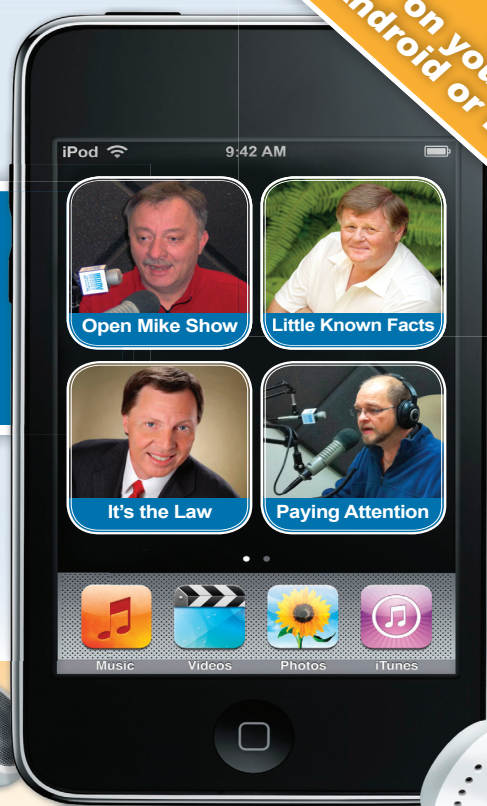 on you
Android or
iPod 9:42 AM
Open Mike Show Little Known Facts
It's the Law Paying Attention
Music Videos Photos iTunes